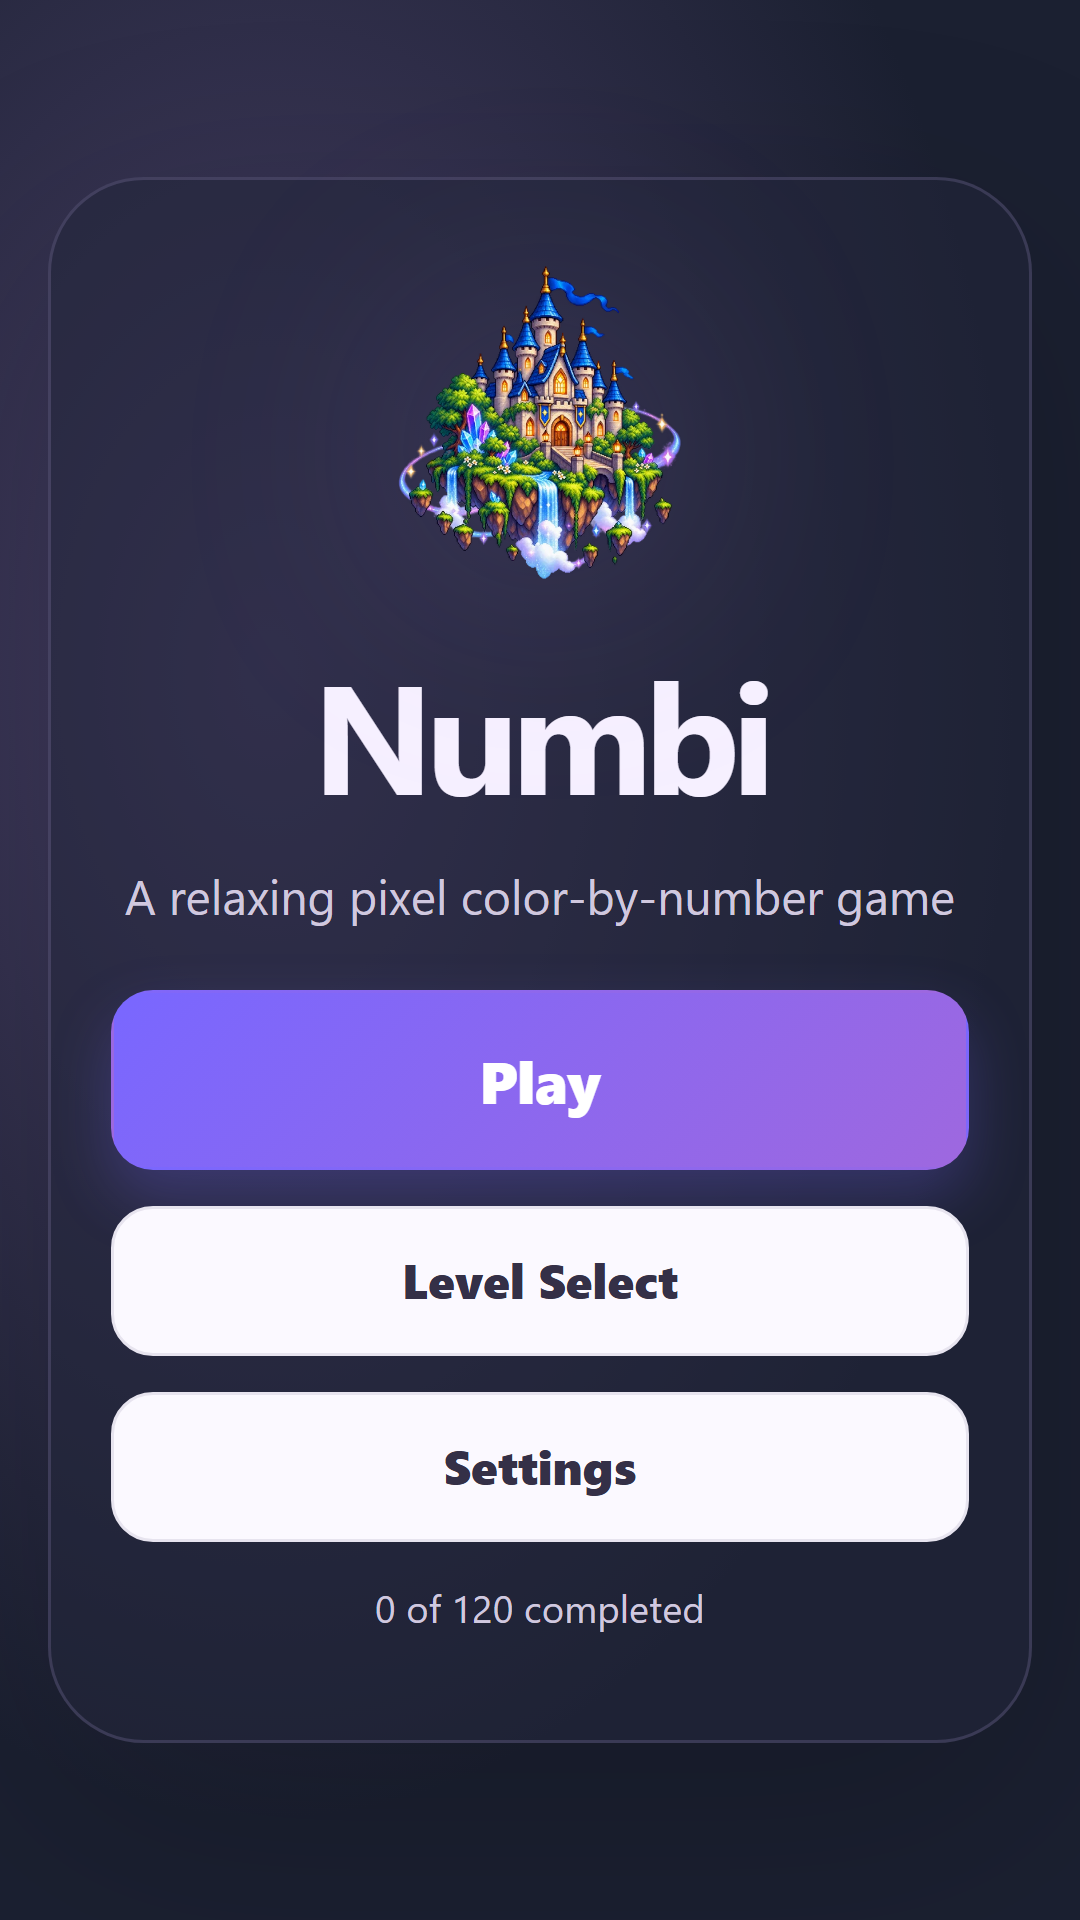 Numbi
A relaxing pixel color-by-number game
Play
Level Select
Settings
0 of 120 completed